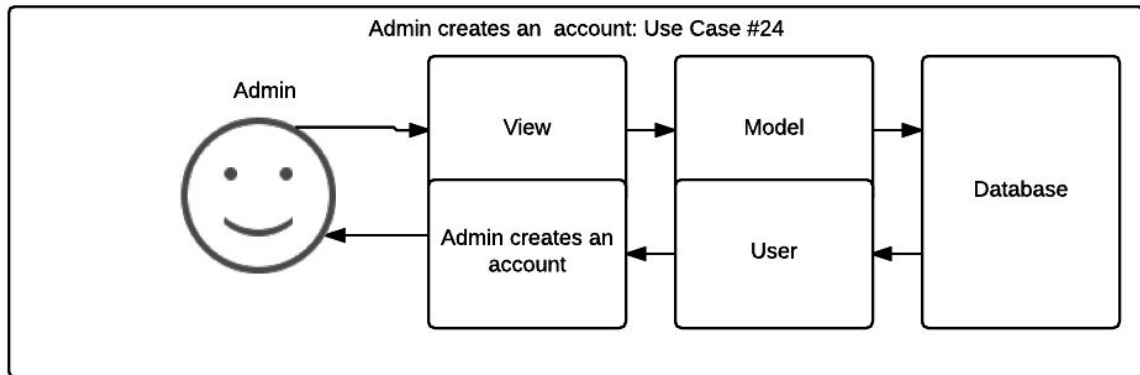 Admin creates an  account: Use Case #24
Admin
View
Model
Database
Admin creates an
account
User